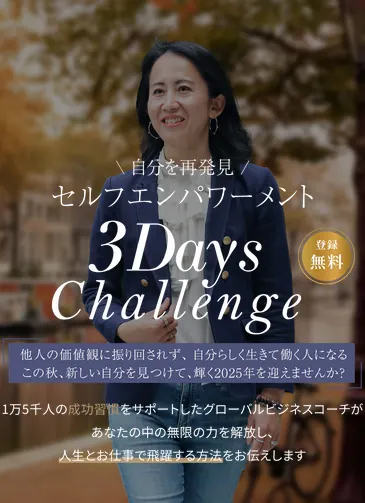 \ 自分を再発見 /
セルフエンパワーメント
3Days
Challenge
登録
無料
他人の価値観に振り回されず、自分らしく生きて働く人になる
この秋、新しい自分を見つけて、輝く2025年を迎えませんか?
1万5千人の成功習慣をサポートしたグローバルビジネスコーチが
あなたの中の無限の力を解放し、
人生とお仕事で飛躍する方法をお伝えします